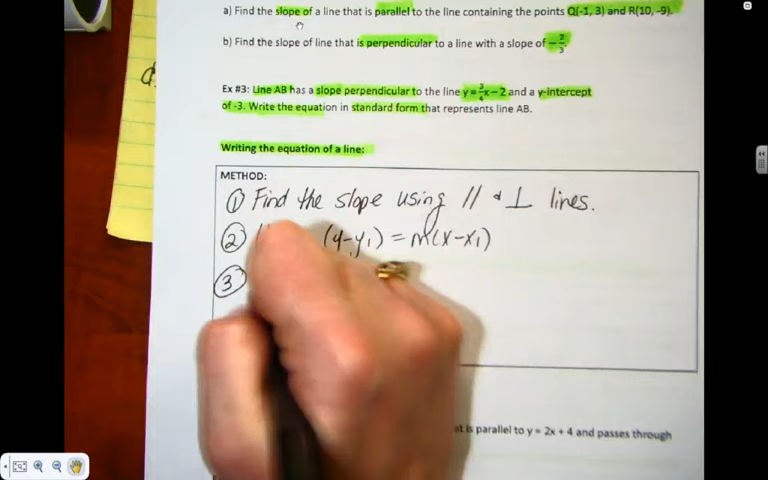 a) Find the slope of a line that is parallel to the line containing the points Q(-1, 3) and R(10, -9).
b) Find the slope of line that is perpendicular to a line with a slope of -2/3.
Ex #3: Line AB has a slope perpendicular to the line y=3/4x-2 and a y-intercept
of -3. Write the equation in standard form that represents line AB.
Writing the equation of a line:
METHOD:
① Find the slope using // & ⊥ lines.
② (y-y₁) = m(x-x₁)
③
at is parallel to y = 2x + 4 and passes through